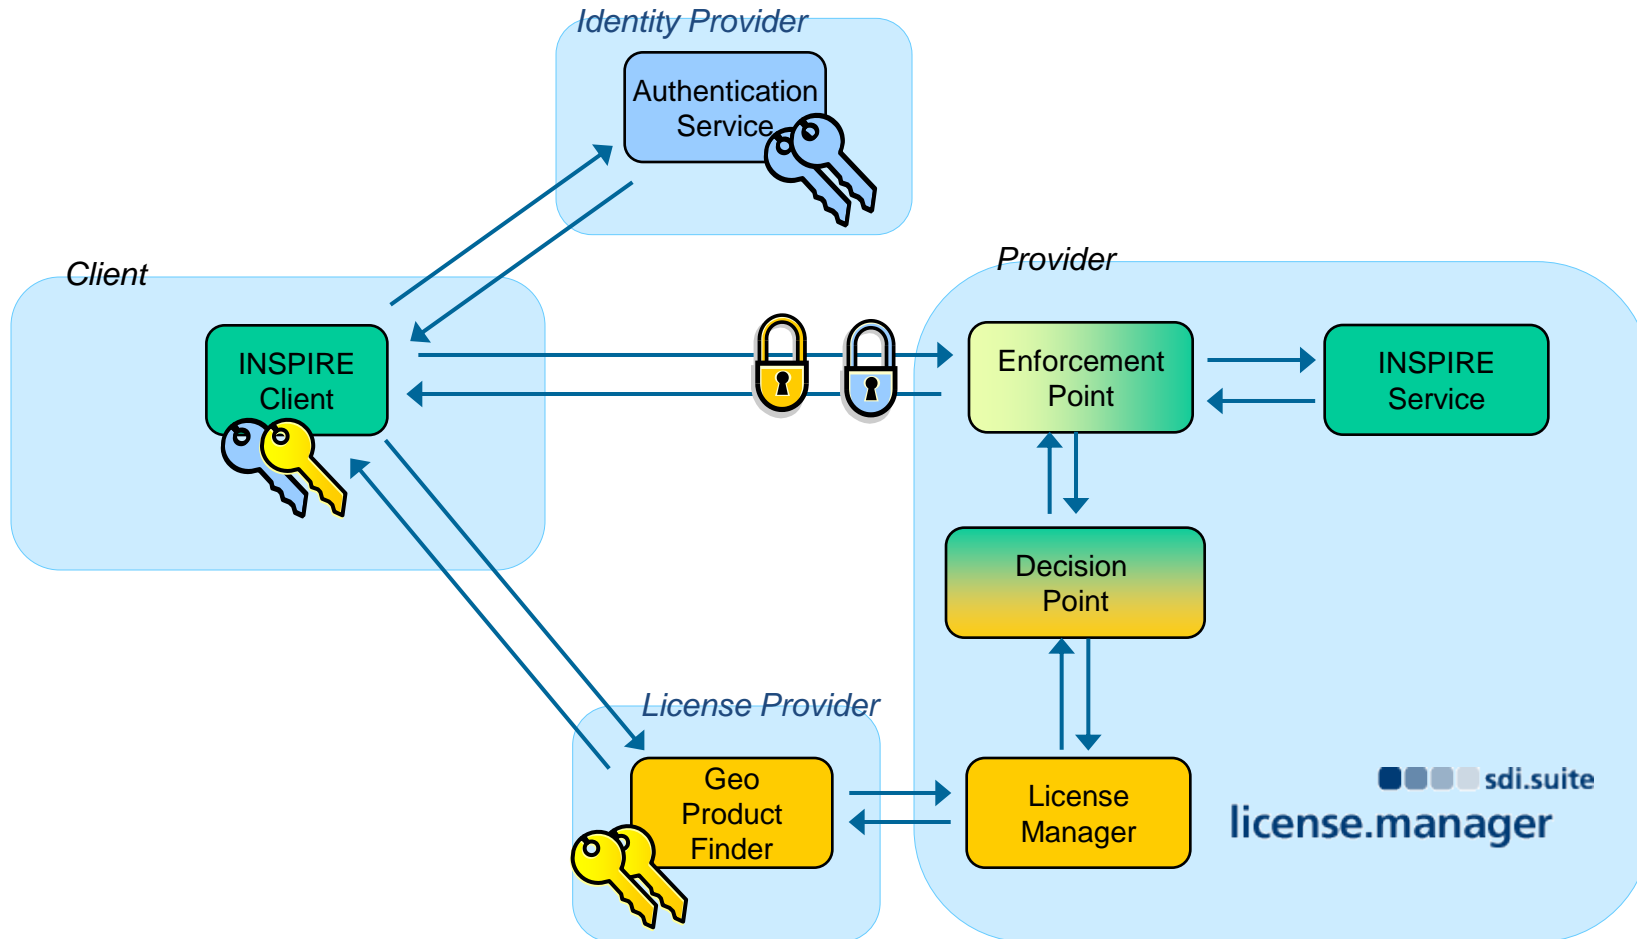 Identity Provider
Authentication
Service
Client
Provider
INSPIRE
Client
Enforcement
Point
INSPIRE
Service
Decision
Point
License Provider
Geo
Product
Finder
License
Manager
sdi.suite
license.manager